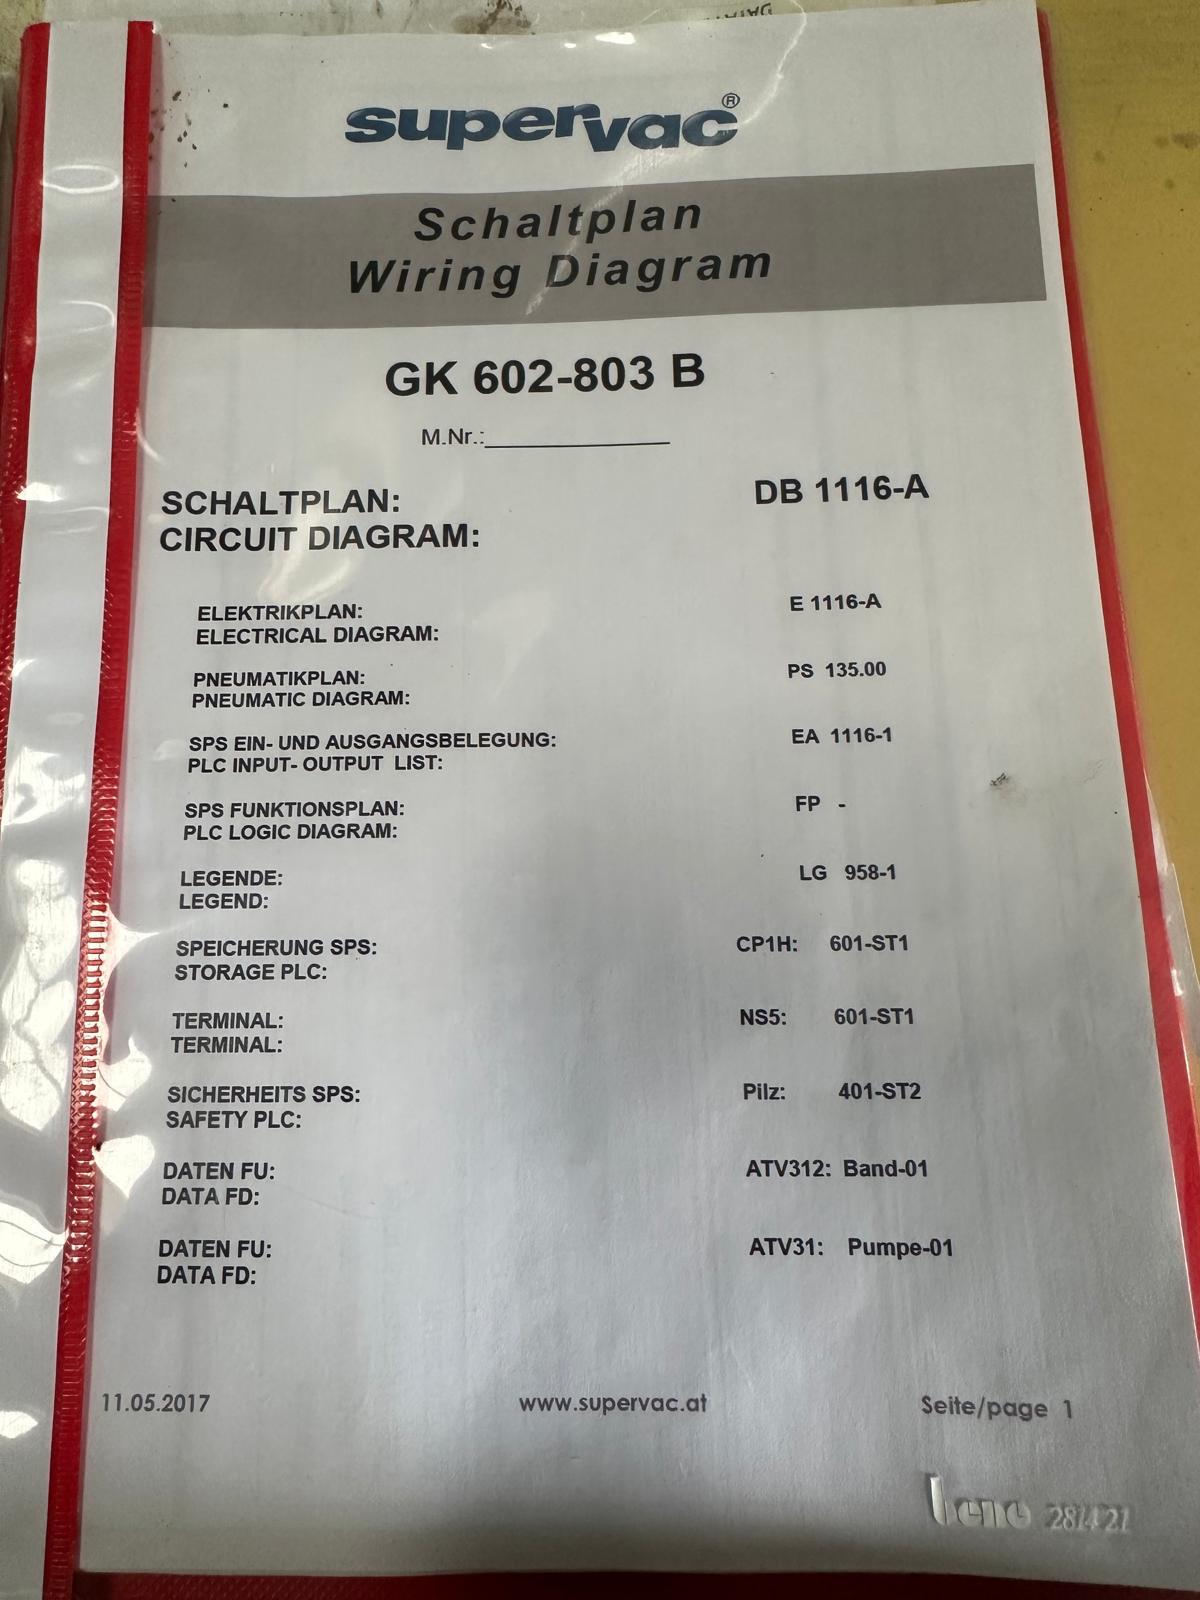 supervac®
Schaltplan
Wiring Diagram
GK 602-803 B
M.Nr.:______________
SCHALTPLAN: DB 1116-A
CIRCUIT DIAGRAM:
ELEKTRIKPLAN: E 1116-A
ELECTRICAL DIAGRAM:
PNEUMATIKPLAN: PS 135.00
PNEUMATIC DIAGRAM:
SPS EIN- UND AUSGANGSBELEGUNG: EA 1116-1
PLC INPUT- OUTPUT LIST:
SPS FUNKTIONSPLAN: FP -
PLC LOGIC DIAGRAM:
LEGENDE: LG 958-1
LEGEND:
SPEICHERUNG SPS: CP1H: 601-ST1
STORAGE PLC:
TERMINAL: NS5: 601-ST1
TERMINAL:
SICHERHEITS SPS: Pilz: 401-ST2
SAFETY PLC:
DATEN FU: ATV312: Band-01
DATA FD:
DATEN FU: ATV31: Pumpe-01
DATA FD:
11.05.2017 www.supervac.at Seite/page 1
bene 281421